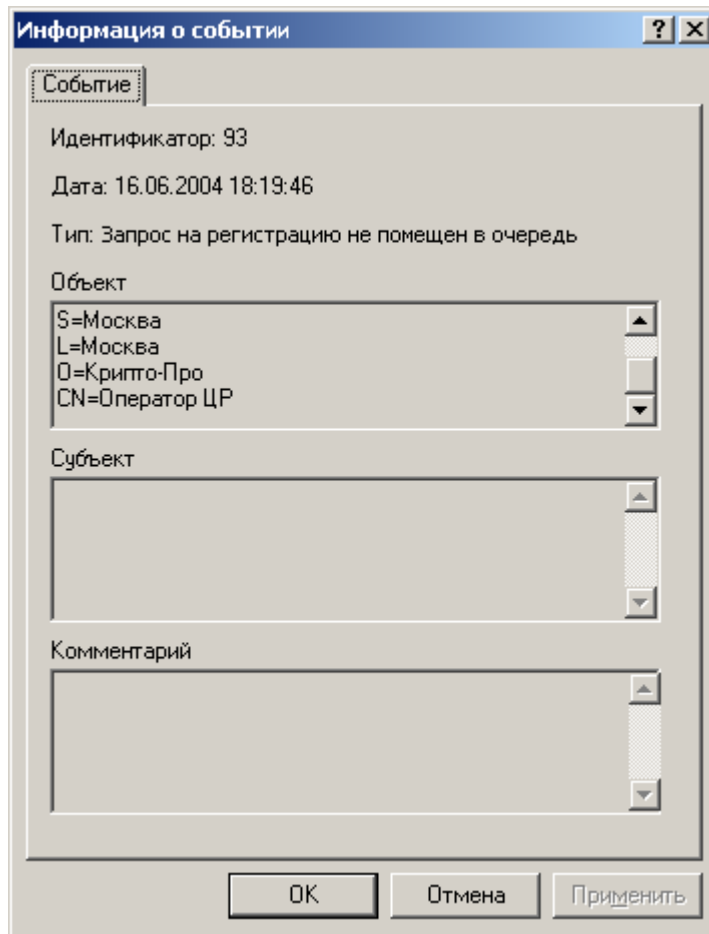 Информация о событии
Событие
Идентификатор: 93
Дата: 16.06.2004 18:19:46
Тип: Запрос на регистрацию не помещен в очередь
Объект
S=Москва
L=Москва
O=Крипто-Про
CN=Оператор ЦР
Субъект
Комментарий
OK Отмена Применить